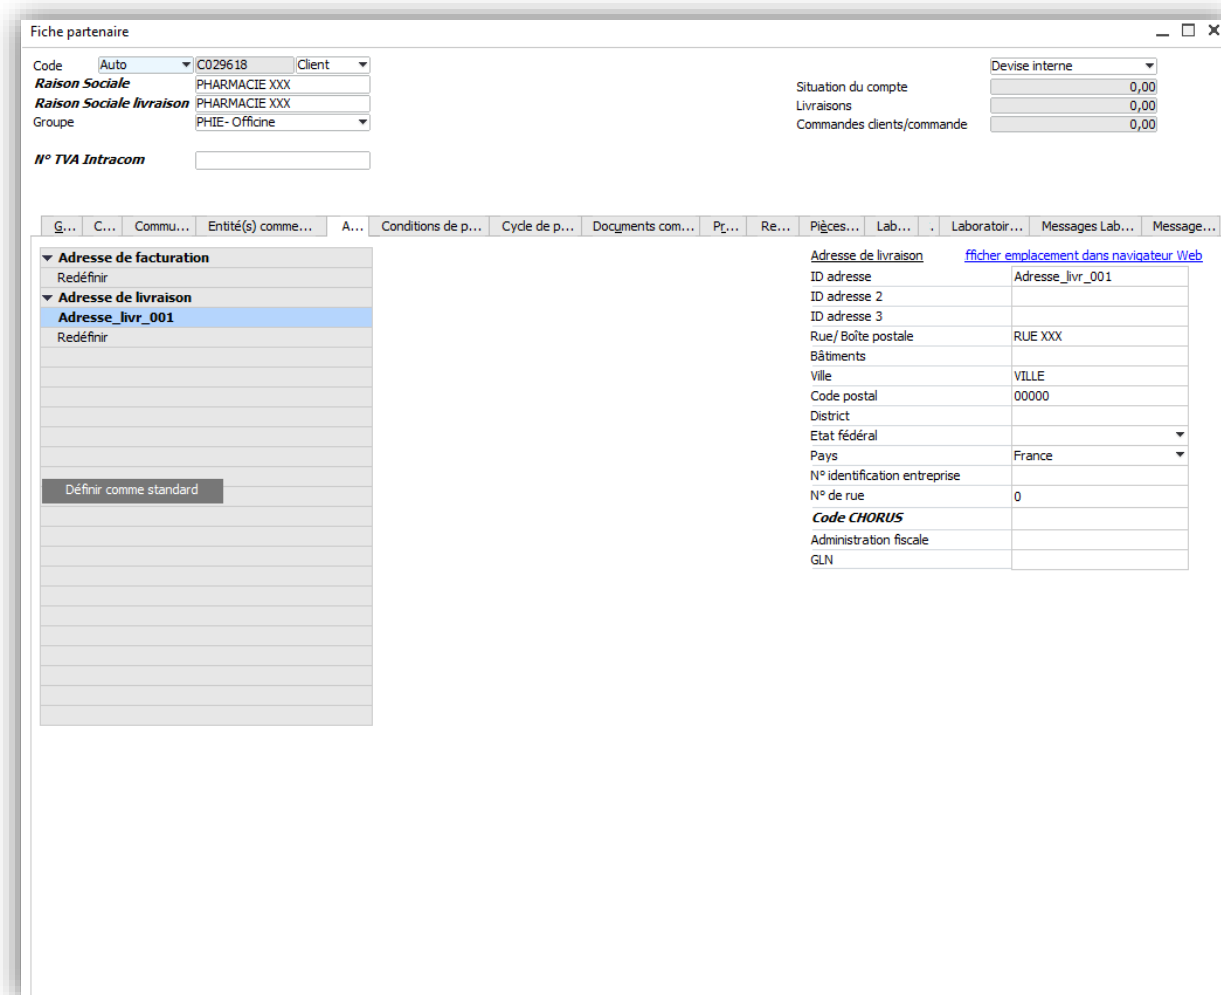 Fiche partenaire
Code Auto C029618 Client Devise interne
Raison Sociale PHARMACIE XXX Situation du compte 0,00
Raison Sociale livraison PHARMACIE XXX Livraisons 0,00
Groupe PHIE- Officine Commandes clients/commande 0,00
N° TVA Intracom
G... C... Commu... Entité(s) comme... A... Conditions de p... Cycle de p... Documents com... Pr... Re... Pièces... Lab... . Laboratoir... Messages Lab... Message...
Adresse de facturation
Redéfinir
Adresse de livraison
Adresse_livr_001
Redéfinir
Définir comme standard
Adresse de livraison fficher emplacement dans navigateur Web
ID adresse Adresse_livr_001
ID adresse 2
ID adresse 3
Rue/Boîte postale RUE XXX
Bâtiments
Ville VILLE
Code postal 00000
District
Etat fédéral
Pays France
N° identification entreprise
N° de rue 0
Code CHORUS
Administration fiscale
GLN